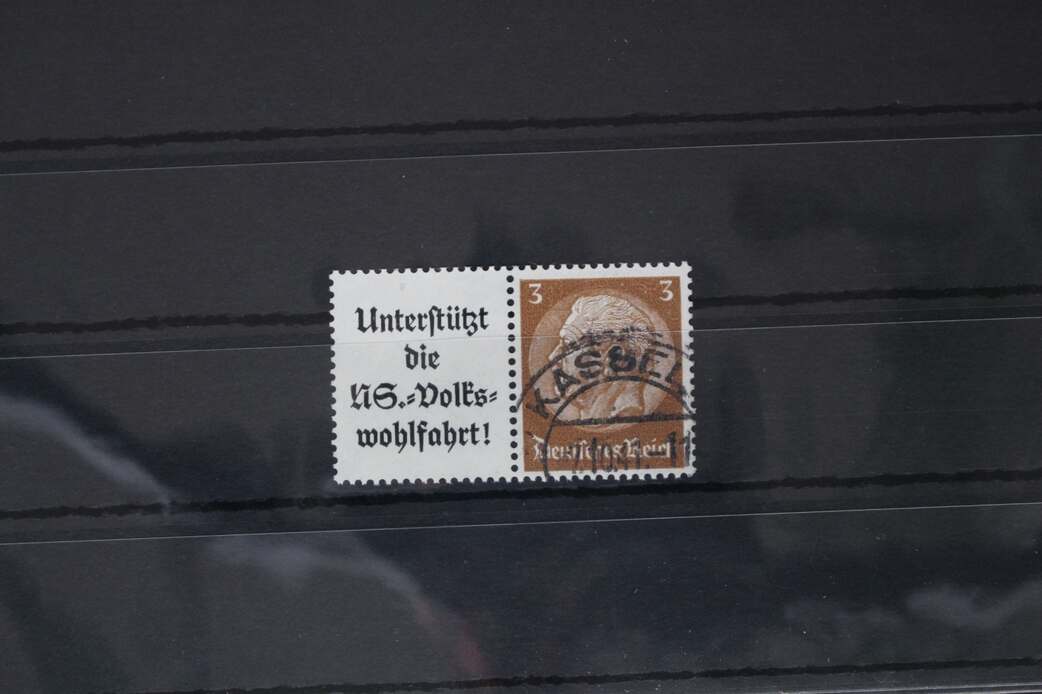 Unterſtützt
die
NS.-Volks-
wohlfahrt!
3 3
KASSEL
Deutſches Reich